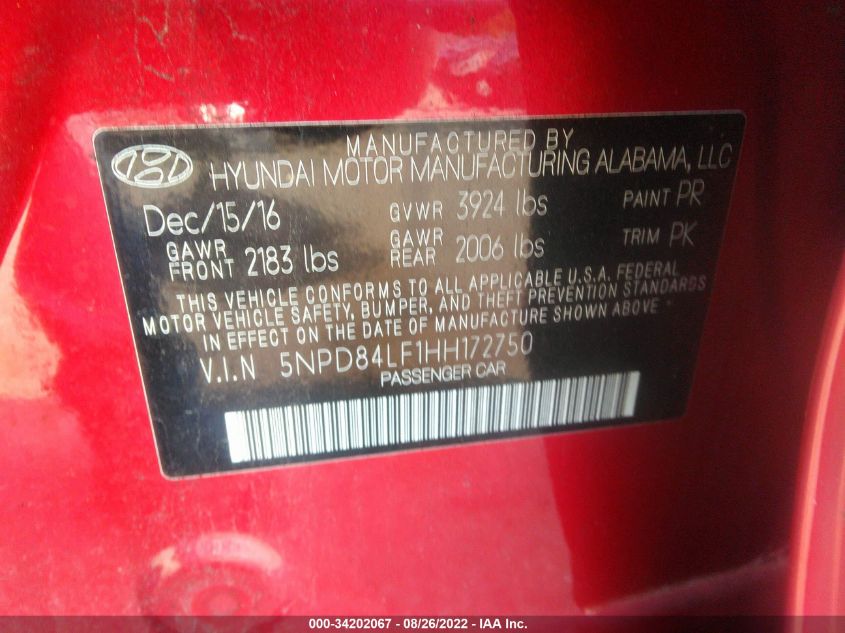 MANUFACTURED BY
HYUNDAI MOTOR MANUFACTURING ALABAMA, LLC
Dec/15/16 GVWR 3924 lbs PAINT PR
GAWR FRONT 2183 lbs GAWR REAR 2006 lbs TRIM PK
THIS VEHICLE CONFORMS TO ALL APPLICABLE U.S.A. FEDERAL
MOTOR VEHICLE SAFETY, BUMPER, AND THEFT PREVENTION STANDARDS
IN EFFECT ON THE DATE OF MANUFACTURE SHOWN ABOVE
V.I.N 5NPD84LF1HH172750
PASSENGER CAR
000-34202067 - 08/26/2022 - IAA Inc.